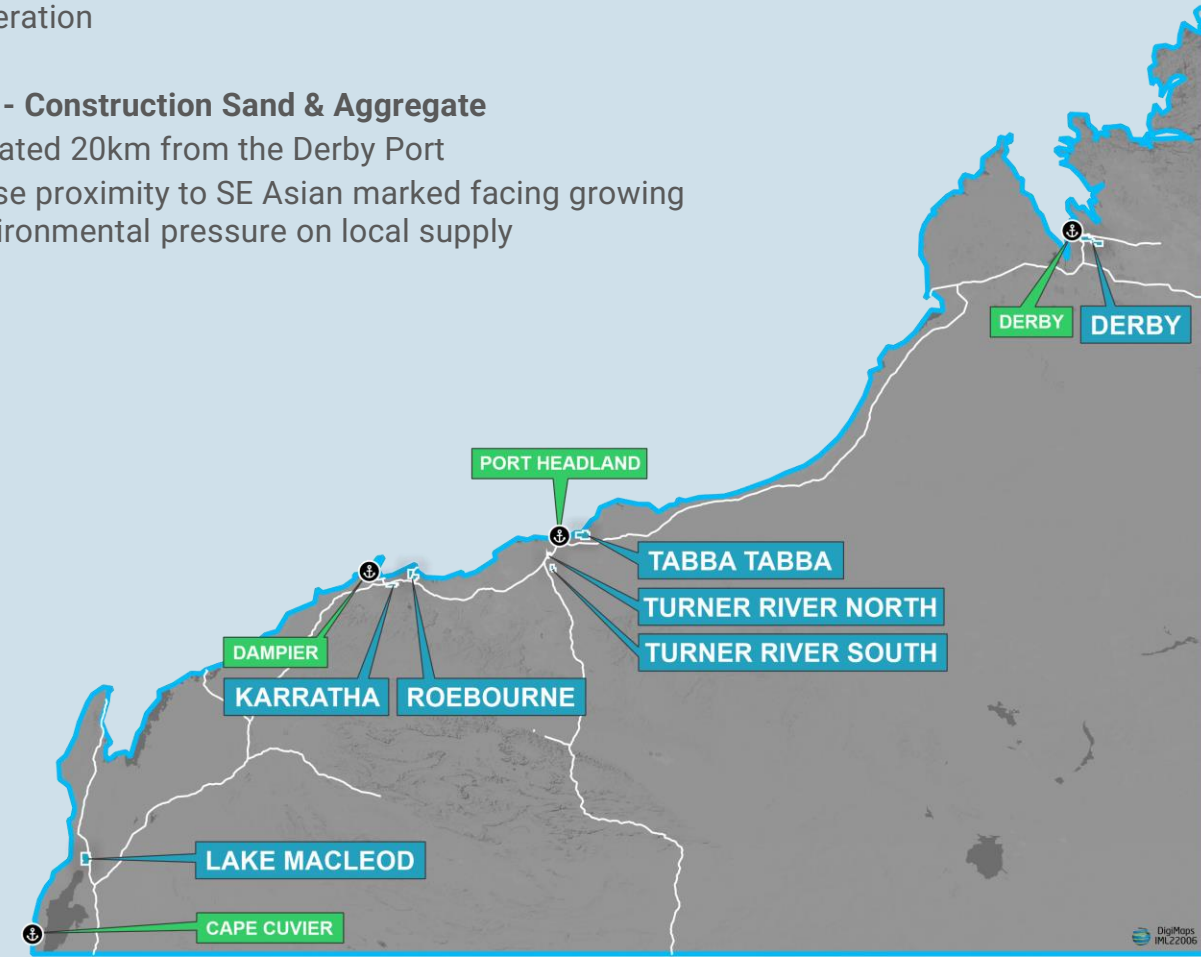 eration
- Construction Sand & Aggregate
ated 20km from the Derby Port
se proximity to SE Asian marked facing growing
ironmental pressure on local supply
DERBY
DERBY
PORT HEADLAND
TABBA TABBA
TURNER RIVER NORTH
TURNER RIVER SOUTH
DAMPIER
KARRATHA
ROEBOURNE
LAKE MACLEOD
CAPE CUVIER
DigiMaps
IML22006